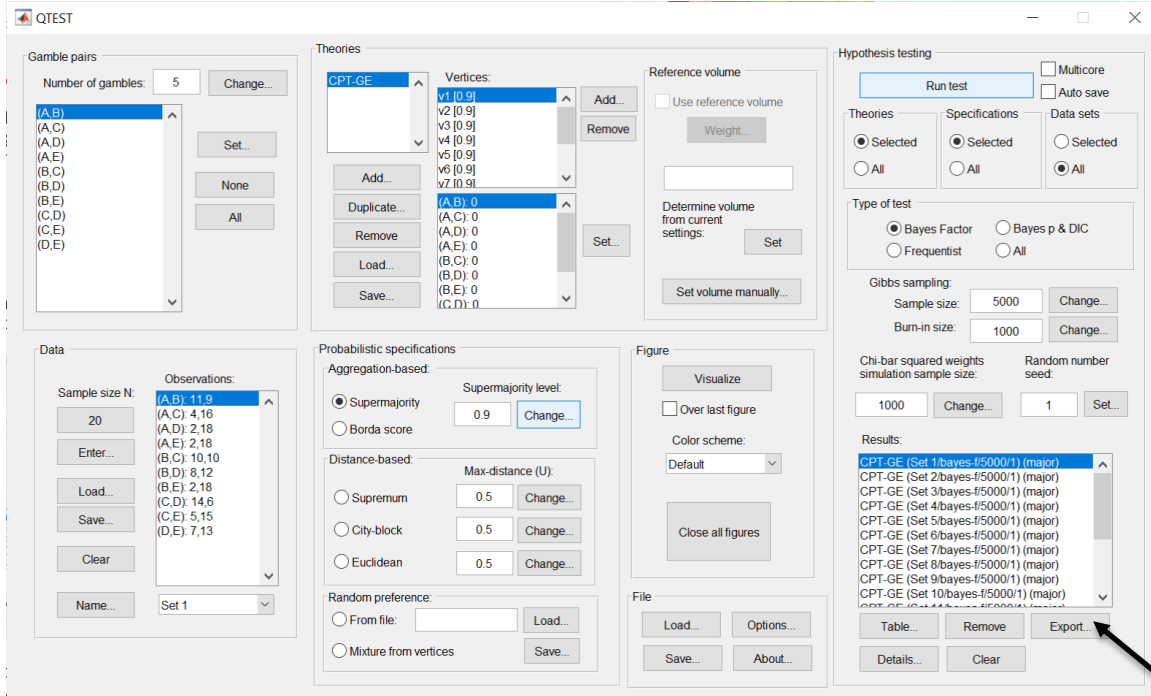 QTEST
Gamble pairs
Number of gambles: 5 Change...
(A,B)
(A,C)
(A,D)
(A,E)
(B,C)
(B,D)
(B,E)
(C,D)
(C,E)
(D,E)
Set...
None
All
Theories
CPT-GE
Add...
Duplicate...
Remove
Load...
Save...
Vertices:
v1 [0.9]
v2 [0.9]
v3 [0.9]
v4 [0.9]
v5 [0.9]
v6 [0.9]
v7 [0.9]
Add...
Remove
(A,B): 0
(A,C): 0
(A,D): 0
(A,E): 0
(B,C): 0
(B,D): 0
(B,E): 0
(C,D): 0
Set...
Reference volume
Use reference volume
Weight...
Determine volume
from current
settings:
Set
Set volume manually...
Hypothesis testing
Run test
Multicore
Auto save
Theories
Selected
All
Specifications
Selected
All
Data sets
Selected
All
Type of test
Bayes Factor
Bayes p & DIC
Frequentist
All
Gibbs sampling:
Sample size: 5000 Change...
Burn-in size: 1000 Change...
Chi-bar squared weights
simulation sample size:
1000 Change...
Random number
seed:
1 Set...
Results:
CPT-GE (Set 1/bayes-f/5000/1) (major)
CPT-GE (Set 2/bayes-f/5000/1) (major)
CPT-GE (Set 3/bayes-f/5000/1) (major)
CPT-GE (Set 4/bayes-f/5000/1) (major)
CPT-GE (Set 5/bayes-f/5000/1) (major)
CPT-GE (Set 6/bayes-f/5000/1) (major)
CPT-GE (Set 7/bayes-f/5000/1) (major)
CPT-GE (Set 8/bayes-f/5000/1) (major)
CPT-GE (Set 9/bayes-f/5000/1) (major)
CPT-GE (Set 10/bayes-f/5000/1) (major)
CPT-GE (Set 11/bayes-f/5000/1) (major)
Table... Remove Export...
Details... Clear
Data
Sample size N:
20
Enter...
Load...
Save...
Clear
Name... Set 1
Observations:
(A,B): 11,9
(A,C): 4,16
(A,D): 2,18
(A,E): 2,18
(B,C): 10,10
(B,D): 8,12
(B,E): 2,18
(C,D): 14,6
(C,E): 5,15
(D,E): 7,13
Probabilistic specifications
Aggregation-based:
Supermajority level:
Supermajority
0.9 Change...
Borda score
Distance-based:
Max-distance (U):
Supremum 0.5 Change...
City-block 0.5 Change...
Euclidean 0.5 Change...
Random preference:
From file: Load...
Mixture from vertices Save...
Figure
Visualize
Over last figure
Color scheme:
Default
Close all figures
File
Load... Options...
Save... About...